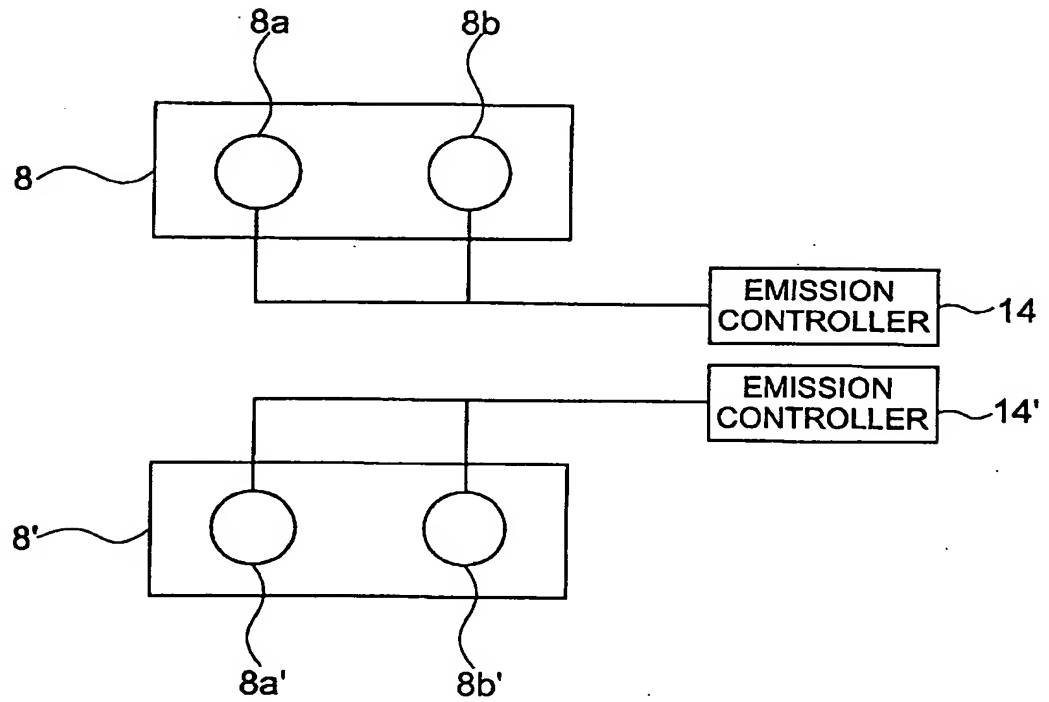 8a
8b
8
EMISSION
CONTROLLER
14
EMISSION
CONTROLLER
14'
8'
8a'
8b'